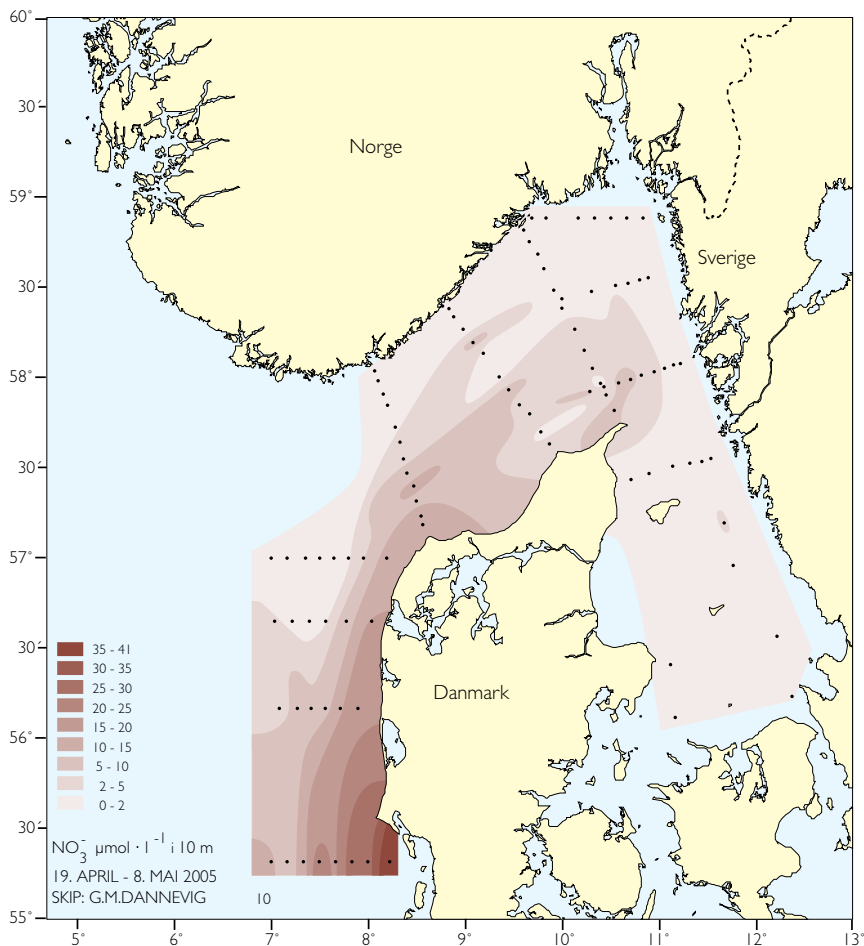 60°
30′
59°
30′
58°
30′
57°
30′
56°
30′
55°
Norge
Sverige
Danmark
35 - 41
30 - 35
25 - 30
20 - 25
15 - 20
10 - 15
5 - 10
2 - 5
0 - 2
NO₃⁻ µmol · l⁻¹ i 10 m
19. APRIL - 8. MAI 2005
SKIP: G.M.DANNEVIG
10
5° 6° 7° 8° 9° 10° 11° 12° 13°